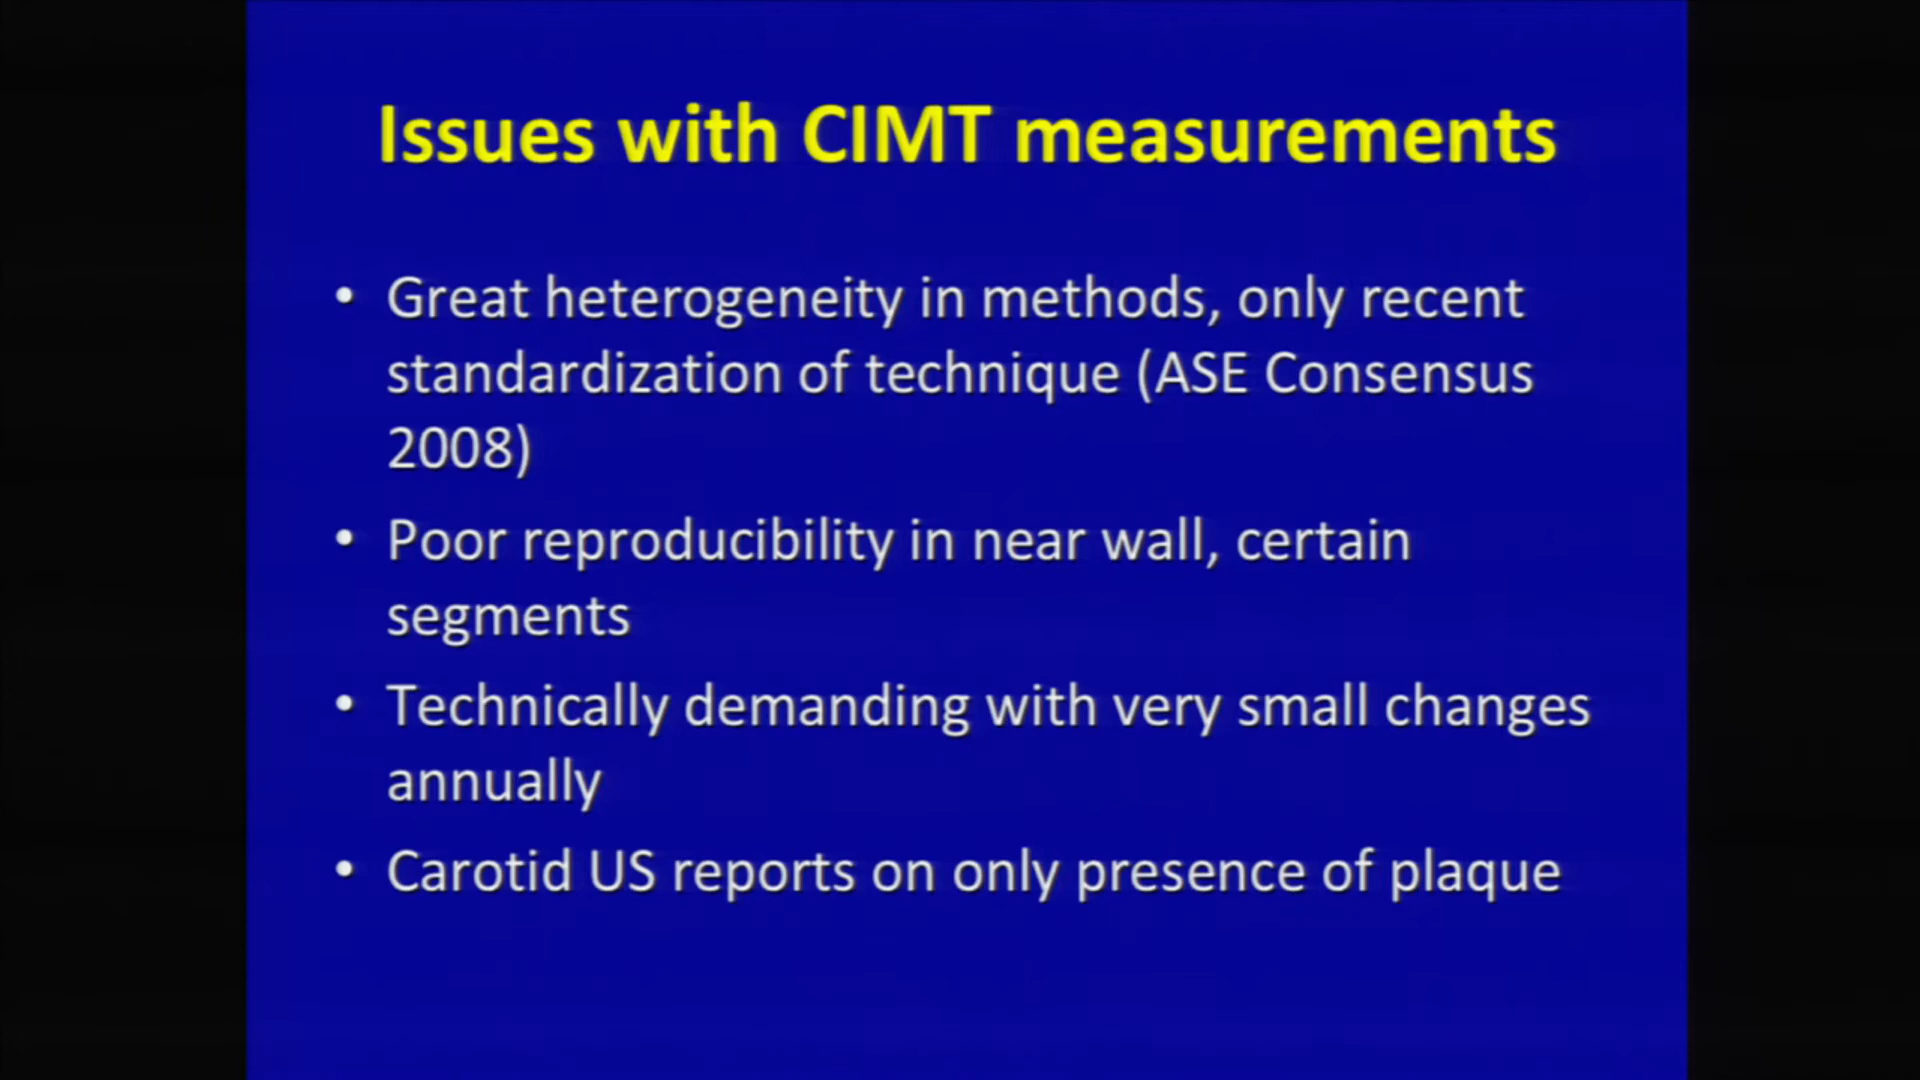 Issues with CIMT measurements
• Great heterogeneity in methods, only recent
standardization of technique (ASE Consensus
2008)
• Poor reproducibility in near wall, certain
segments
• Technically demanding with very small changes
annually
• Carotid US reports on only presence of plaque